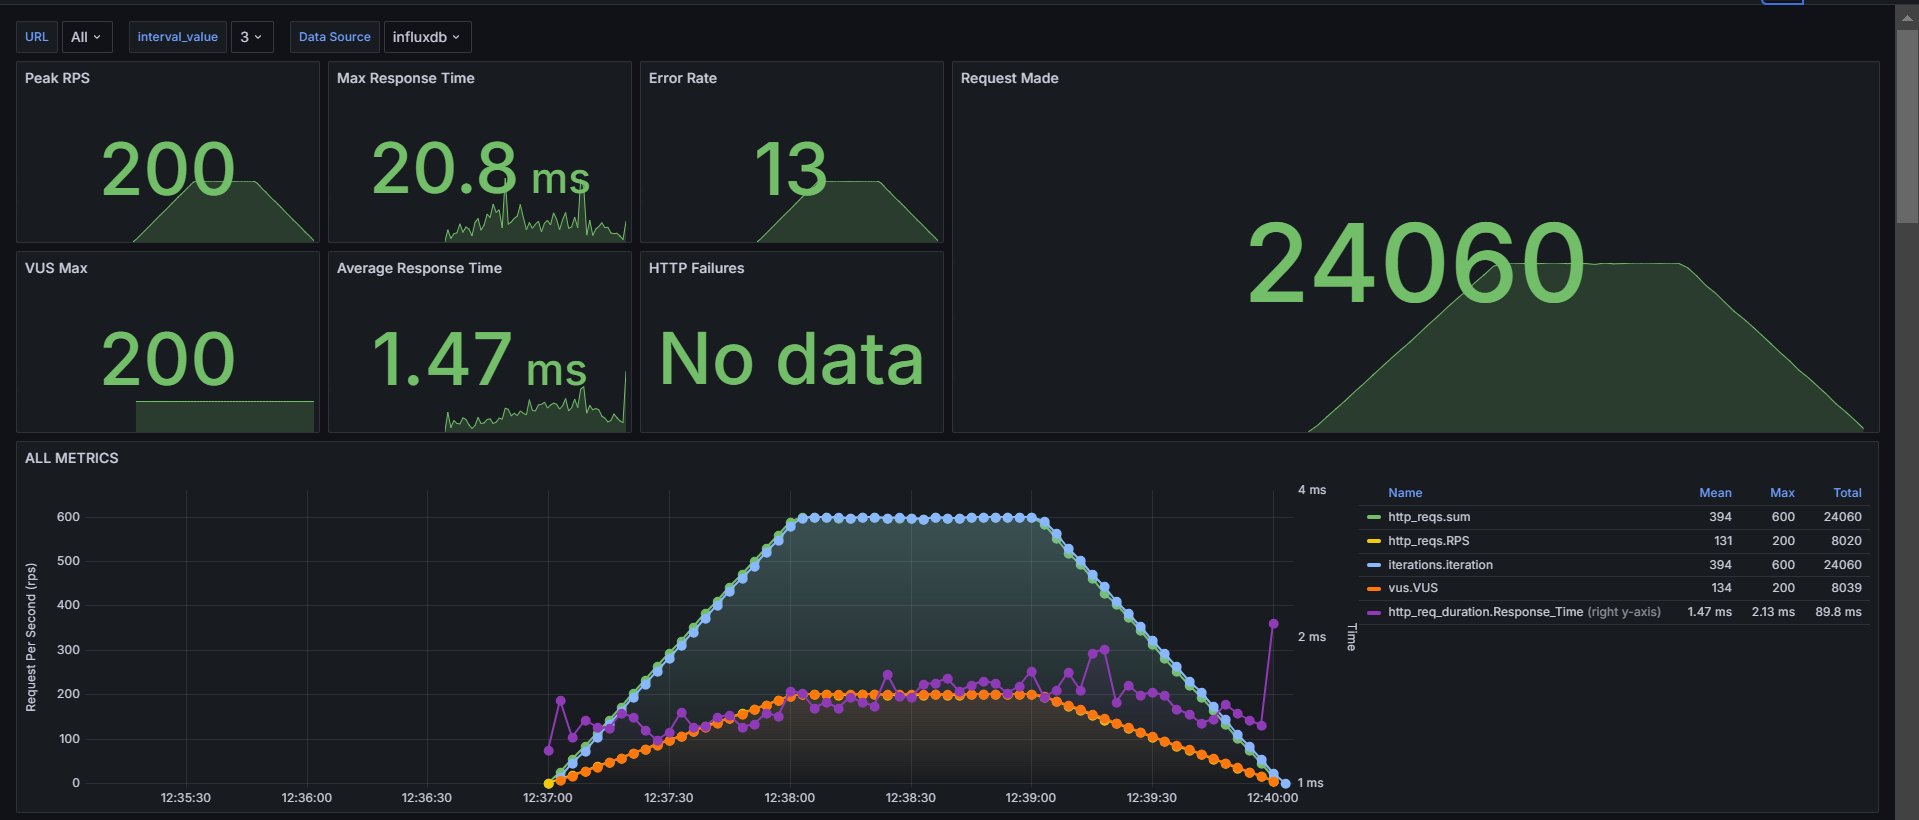 URL All interval_value 3 Data Source influxdb
Peak RPS
200
Max Response Time
20.8 ms
Error Rate
13
Request Made
24060
VUS Max
200
Average Response Time
1.47 ms
HTTP Failures
No data
ALL METRICS
Request Per Second (rps)
600
500
400
300
200
100
0
12:35:30 12:36:00 12:36:30 12:37:00 12:37:30 12:38:00 12:38:30 12:39:00 12:39:30 12:40:00
4 ms
2 ms
1 ms
Time
Name Mean Max Total
http_reqs.sum 394 600 24060
http_reqs.RPS 131 200 8020
iterations.iteration 394 600 24060
vus.VUS 134 200 8039
http_req_duration.Response_Time (right y-axis) 1.47 ms 2.13 ms 89.8 ms